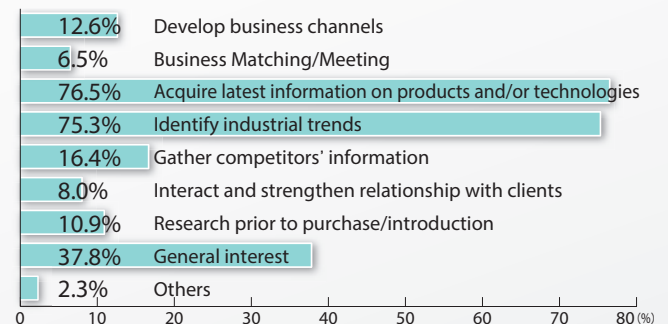 12.6% Develop business channels
6.5% Business Matching/Meeting
76.5% Acquire latest information on products and/or technologies
75.3% Identify industrial trends
16.4% Gather competitors' information
8.0% Interact and strengthen relationship with clients
10.9% Research prior to purchase/introduction
37.8% General interest
2.3% Others
0 10 20 30 40 50 60 70 80 (%)